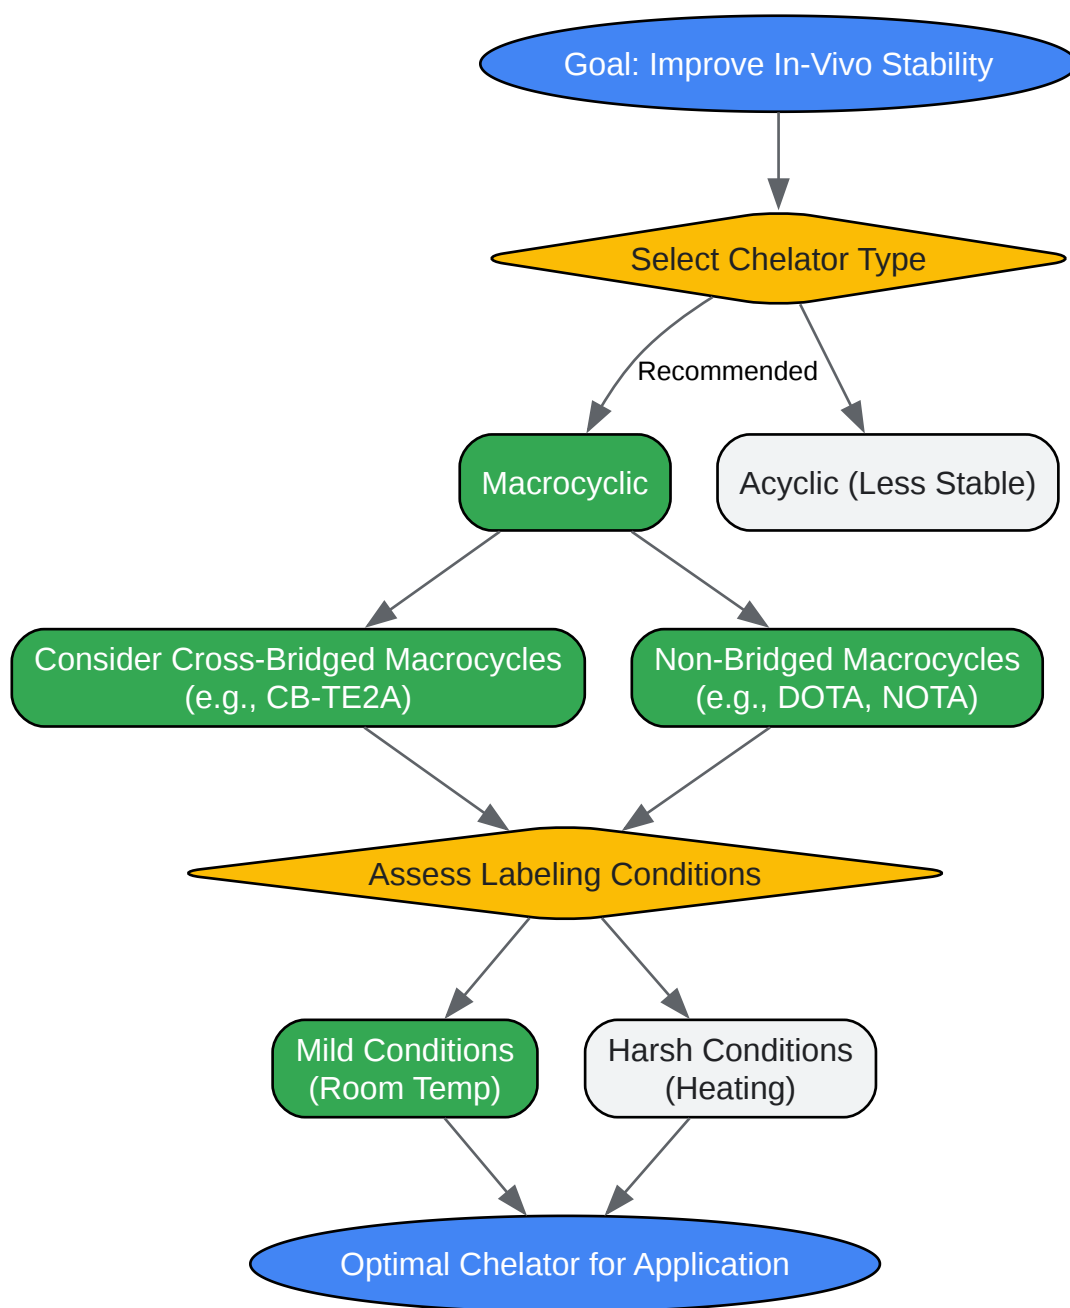 Goal: Improve In-Vivo Stability
Select Chelator Type
Recommended
Macrocyclic
Acyclic (Less Stable)
Consider Cross-Bridged Macrocycles
(e.g., CB-TE2A)
Non-Bridged Macrocycles
(e.g., DOTA, NOTA)
Assess Labeling Conditions
Mild Conditions
(Room Temp)
Harsh Conditions
(Heating)
Optimal Chelator for Application